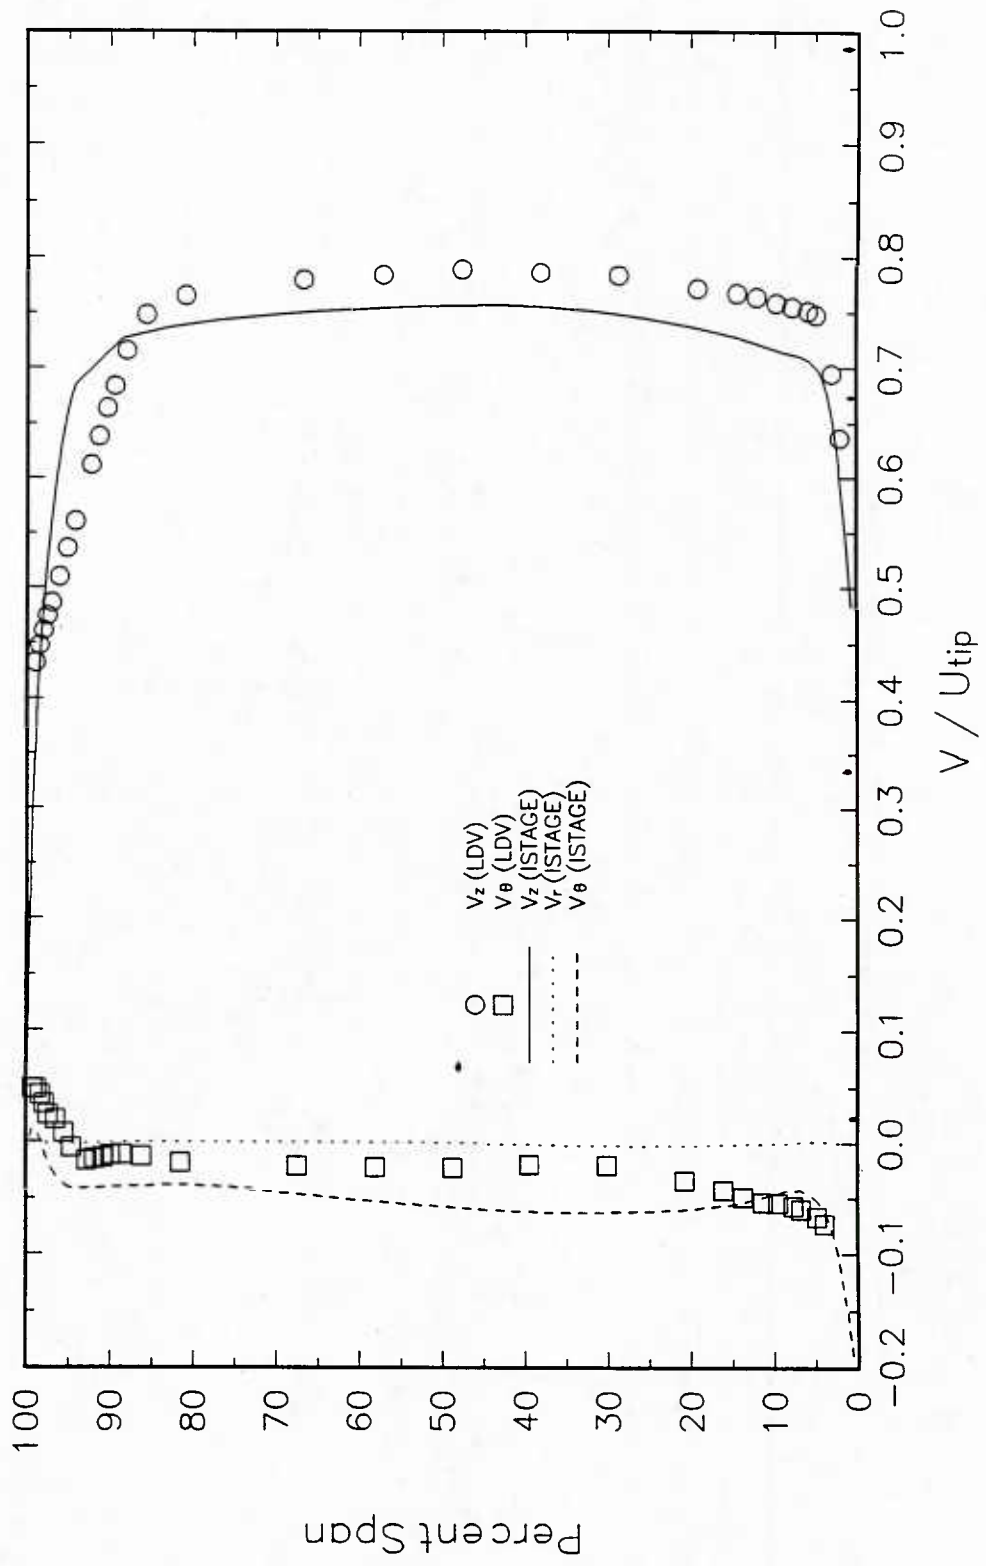 Percent Span
100
90
80
70
60
50
40
30
20
10
0
Vz (LDV)
Vθ (LDV)
Vz (ISTAGE)
Vr (ISTAGE)
Vθ (ISTAGE)
−0.2 −0.1 0.0 0.1 0.2 0.3 0.4 0.5 0.6 0.7 0.8 0.9 1.0
V / Utip